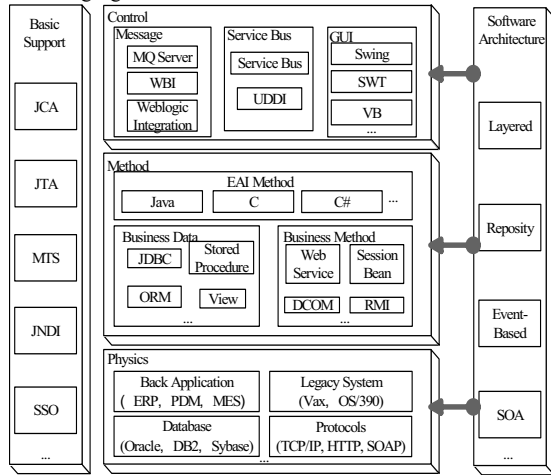 Basic
Support
JCA
JTA
MTS
JNDI
SSO
...
Control
Message
MQ Server
WBI
Weblogic
Integration
Service Bus
Service Bus
UDDI
GUI
Swing
SWT
VB
...
Method
EAI Method
Java
C
C#
...
Business Data
JDBC
Stored
Procedure
ORM
View
...
Business Method
Web
Service
Session
Bean
DCOM
RMI
...
Physics
Back Application
( ERP, PDM, MES)
Legacy System
(Vax, OS/390)
Database
(Oracle, DB2, Sybase)
Protocols
(TCP/IP, HTTP, SOAP)
...
Software
Architecture
Layered
Reposity
Event-
Based
SOA
...